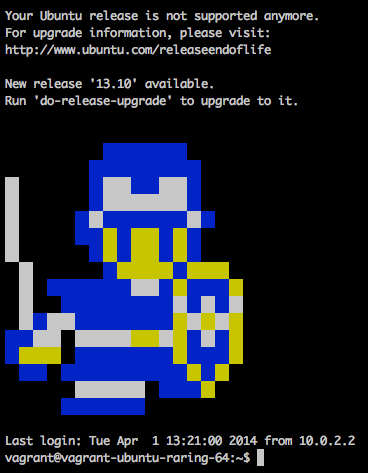 Your Ubuntu release is not supported anymore.
For upgrade information, please visit:
http://www.ubuntu.com/releaseendoflife
New release '13.10' available.
Run 'do-release-upgrade' to upgrade to it.
Last login: Tue Apr  1 13:21:00 2014 from 10.0.2.2
vagrant@vagrant-ubuntu-raring-64:~$